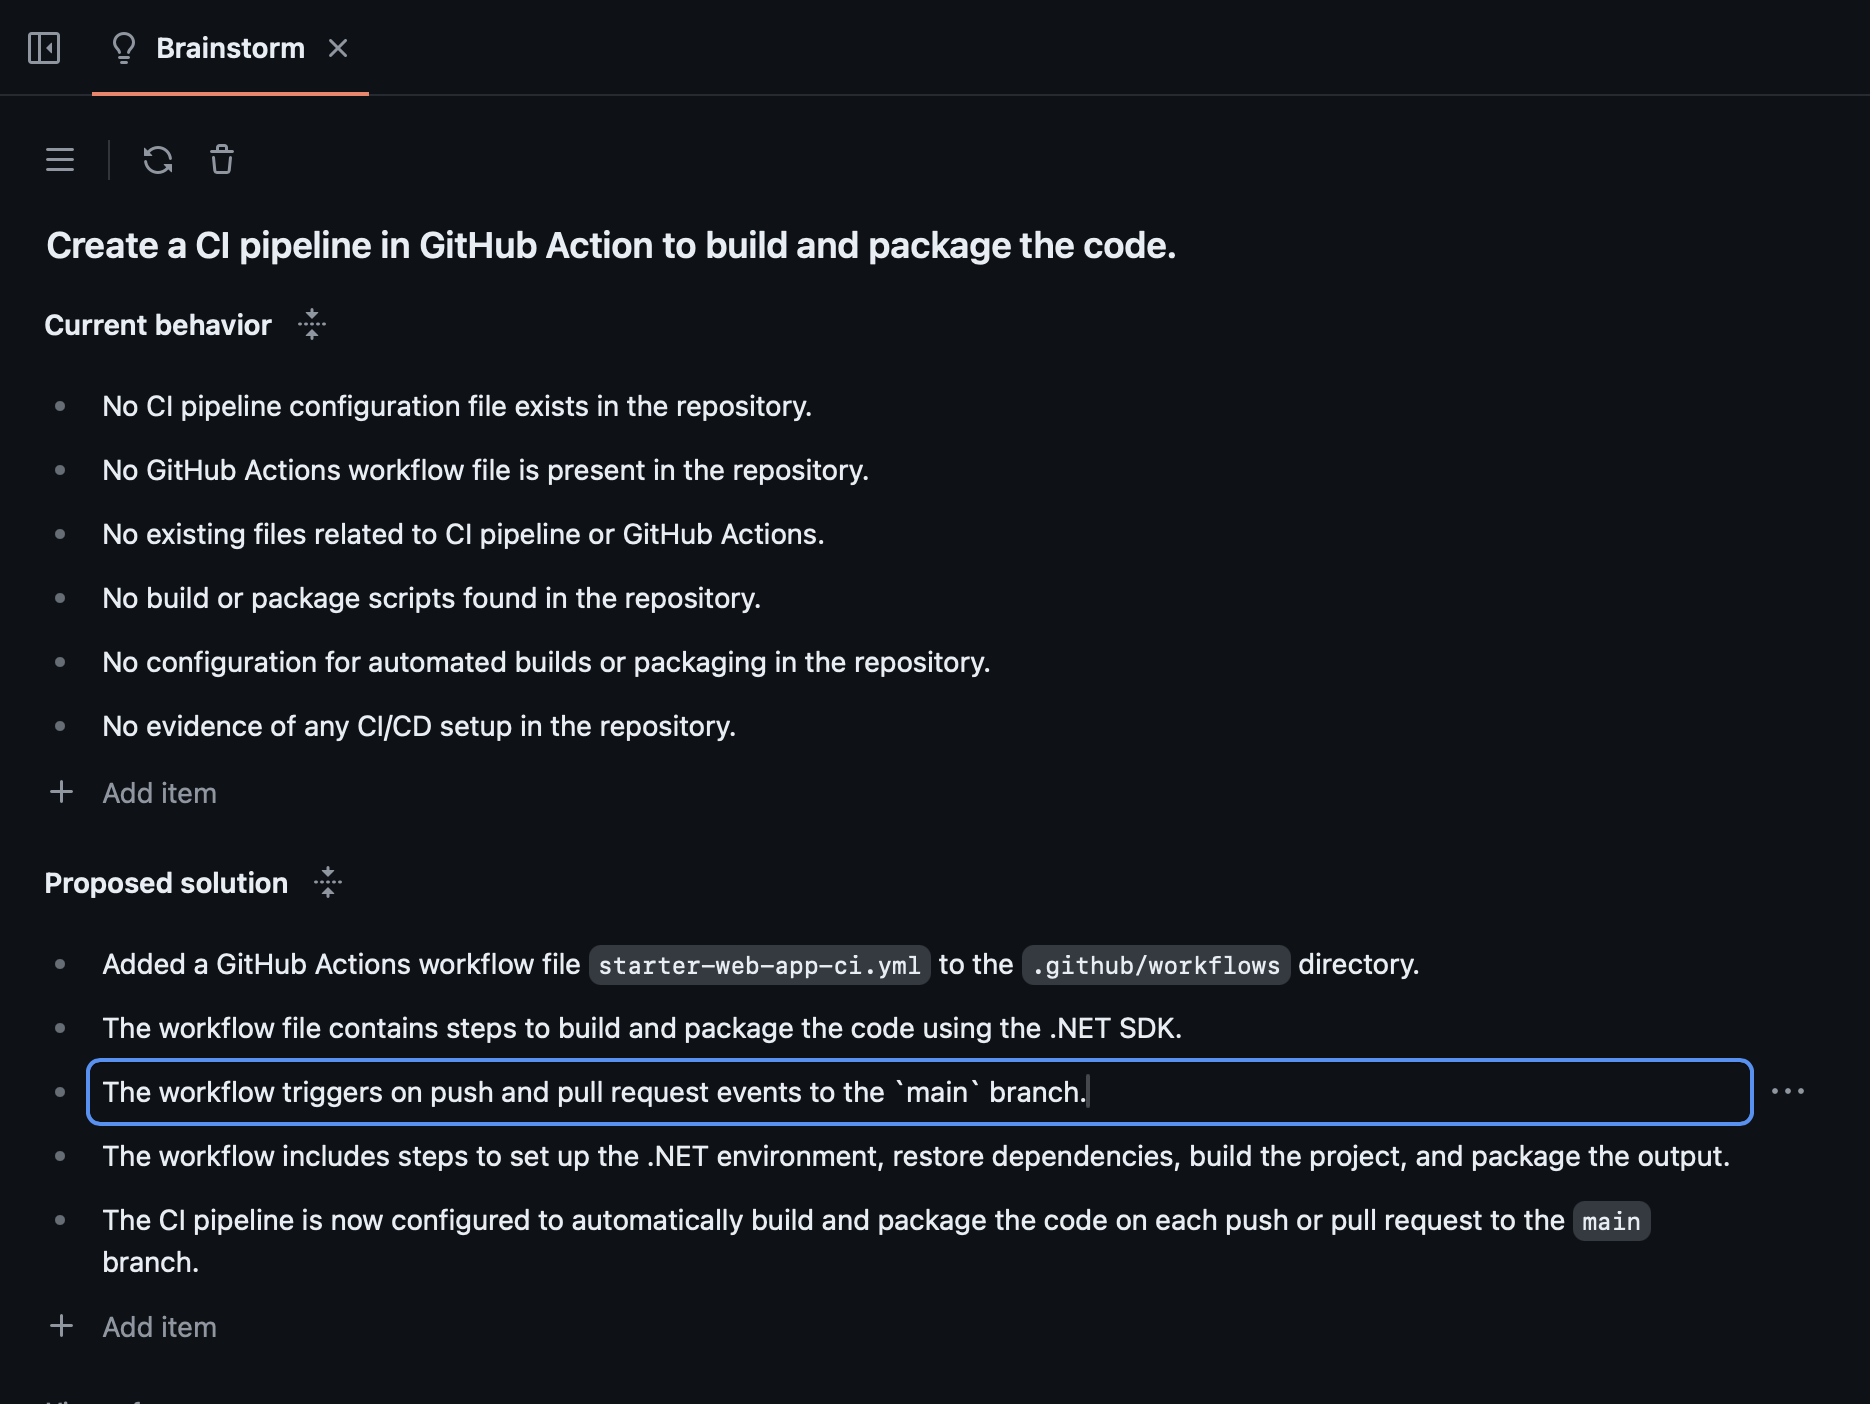 Brainstorm
Create a CI pipeline in GitHub Action to build and package the code.
Current behavior
No CI pipeline configuration file exists in the repository.
No GitHub Actions workflow file is present in the repository.
No existing files related to CI pipeline or GitHub Actions.
No build or package scripts found in the repository.
No configuration for automated builds or packaging in the repository.
No evidence of any CI/CD setup in the repository.
Add item
Proposed solution
Added a GitHub Actions workflow file starter-web-app-ci.yml to the .github/workflows directory.
The workflow file contains steps to build and package the code using the .NET SDK.
The workflow triggers on push and pull request events to the `main` branch.
The workflow includes steps to set up the .NET environment, restore dependencies, build the project, and package the output.
The CI pipeline is now configured to automatically build and package the code on each push or pull request to the main
branch.
Add item